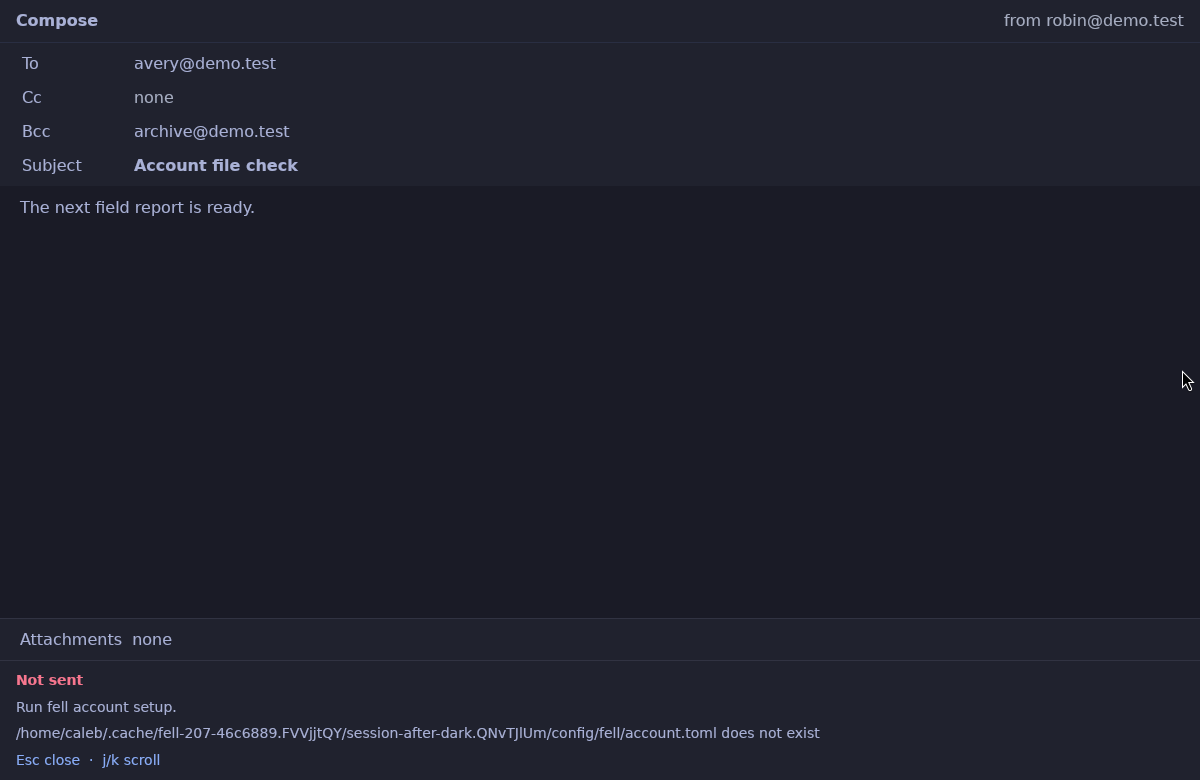 Compose
from robin@demo.test
To avery@demo.test
Cc none
Bcc archive@demo.test
Subject Account file check
The next field report is ready.
Attachments none
Not sent
Run fell account setup.
/home/caleb/.cache/fell-207-46c6889.FVVjjtQY/session-after-dark.QNvTJlUm/config/fell/account.toml does not exist
Esc close · j/k scroll